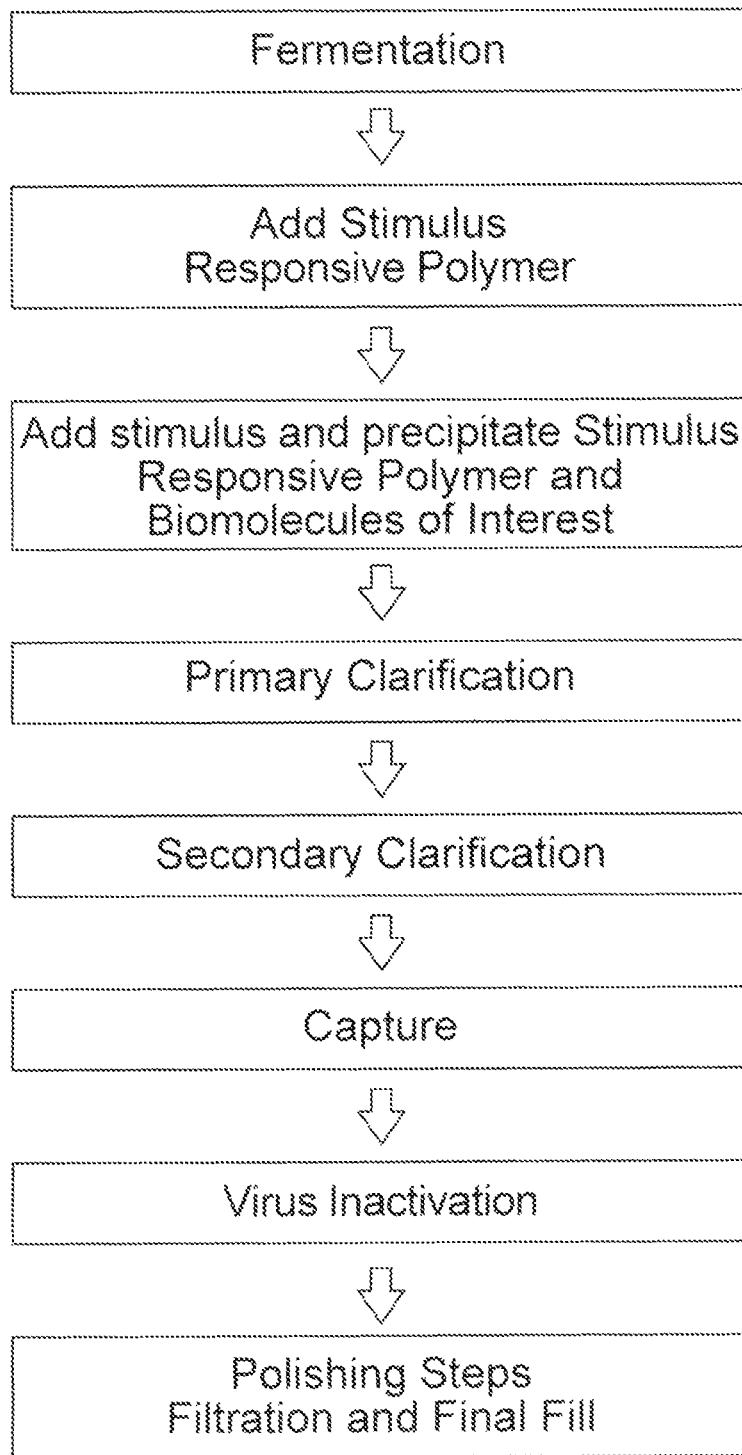 Fermentation
Add Stimulus
Responsive Polymer
Add stimulus and precipitate Stimulus
Responsive Polymer and
Biomolecules of Interest
Primary Clarification
Secondary Clarification
Capture
Virus Inactivation
Polishing Steps
Filtration and Final Fill